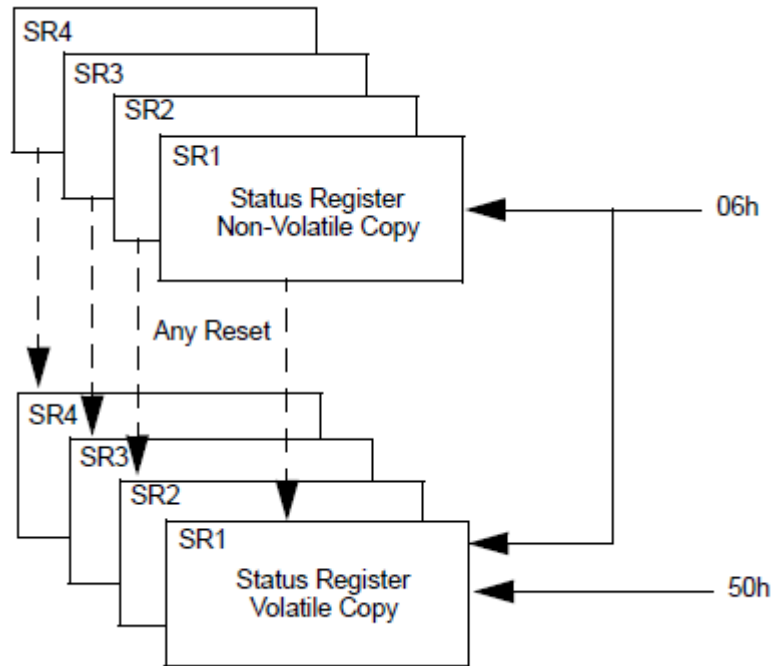 SR4
SR3
SR2
SR1
Status Register
Non-Volatile Copy
06h
Any Reset
SR4
SR3
SR2
SR1
Status Register
Volatile Copy
50h